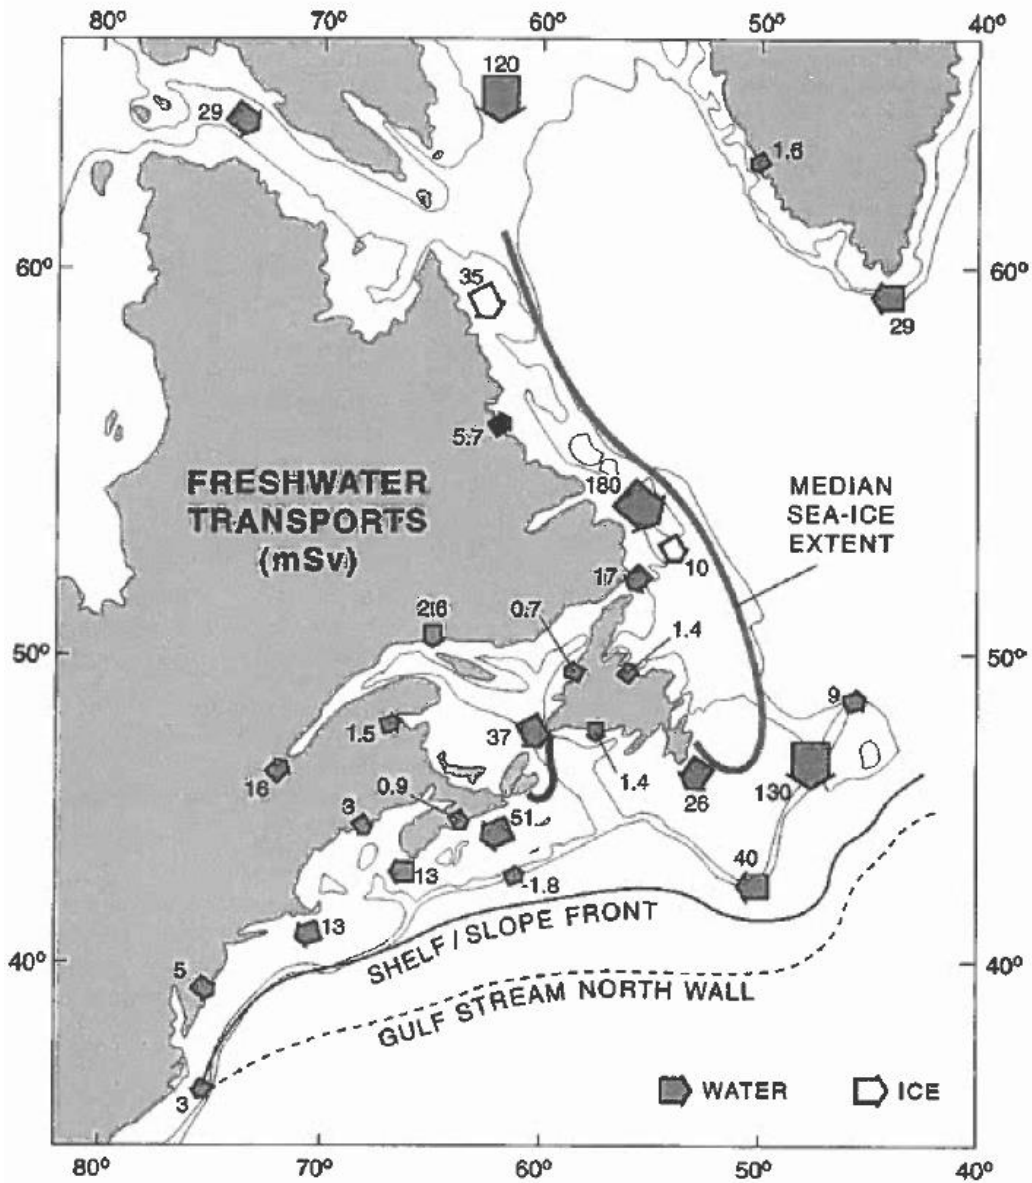 80° 70° 60° 50° 40°
120
29
1.6
60° 60°
35
29
5.7
FRESHWATER
TRANSPORTS
(mSv)
180
MEDIAN
SEA-ICE
EXTENT
10
17
0.7
2.6
1.4
50° 50°
9
1.5
37
16
1.4
26
130
0.9
3
51
13
-1.8
40
13
SHELF / SLOPE FRONT
40° 40°
5
GULF STREAM NORTH WALL
3
WATER ICE
80° 70° 60° 50° 40°